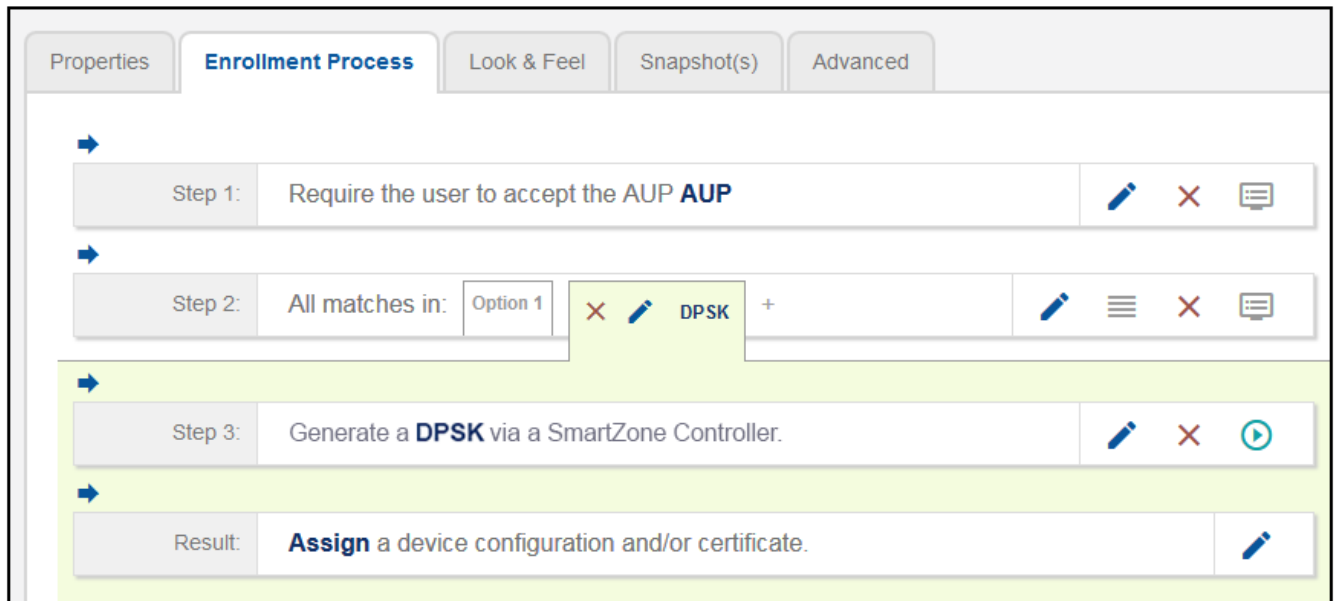 Properties Enrollment Process Look & Feel Snapshot(s) Advanced
Step 1: Require the user to accept the AUP AUP
Step 2: All matches in: Option 1 DPSK +
Step 3: Generate a DPSK via a SmartZone Controller.
Result: Assign a device configuration and/or certificate.